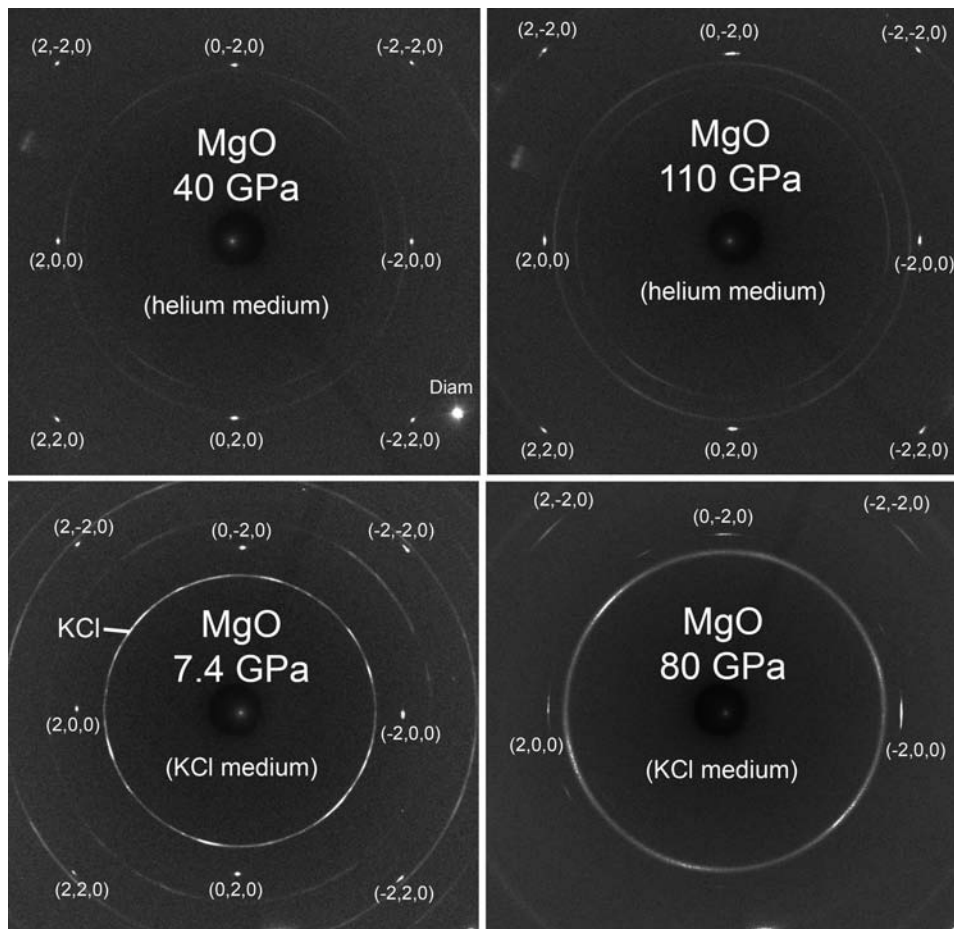 (2,-2,0) (0,-2,0) (-2,-2,0)
MgO
40 GPa
(2,0,0) (-2,0,0)
(helium medium)
Diam
(2,2,0) (0,2,0) (-2,2,0)
(2,-2,0) (0,-2,0) (-2,-2,0)
MgO
110 GPa
(2,0,0) (-2,0,0)
(helium medium)
(2,2,0) (0,2,0) (-2,2,0)
(2,-2,0) (0,-2,0) (-2,-2,0)
KCl
MgO
7.4 GPa
(2,0,0) (-2,0,0)
(KCl medium)
(2,2,0) (0,2,0) (-2,2,0)
(2,-2,0) (0,-2,0) (-2,-2,0)
MgO
80 GPa
(2,0,0) (-2,0,0)
(KCl medium)